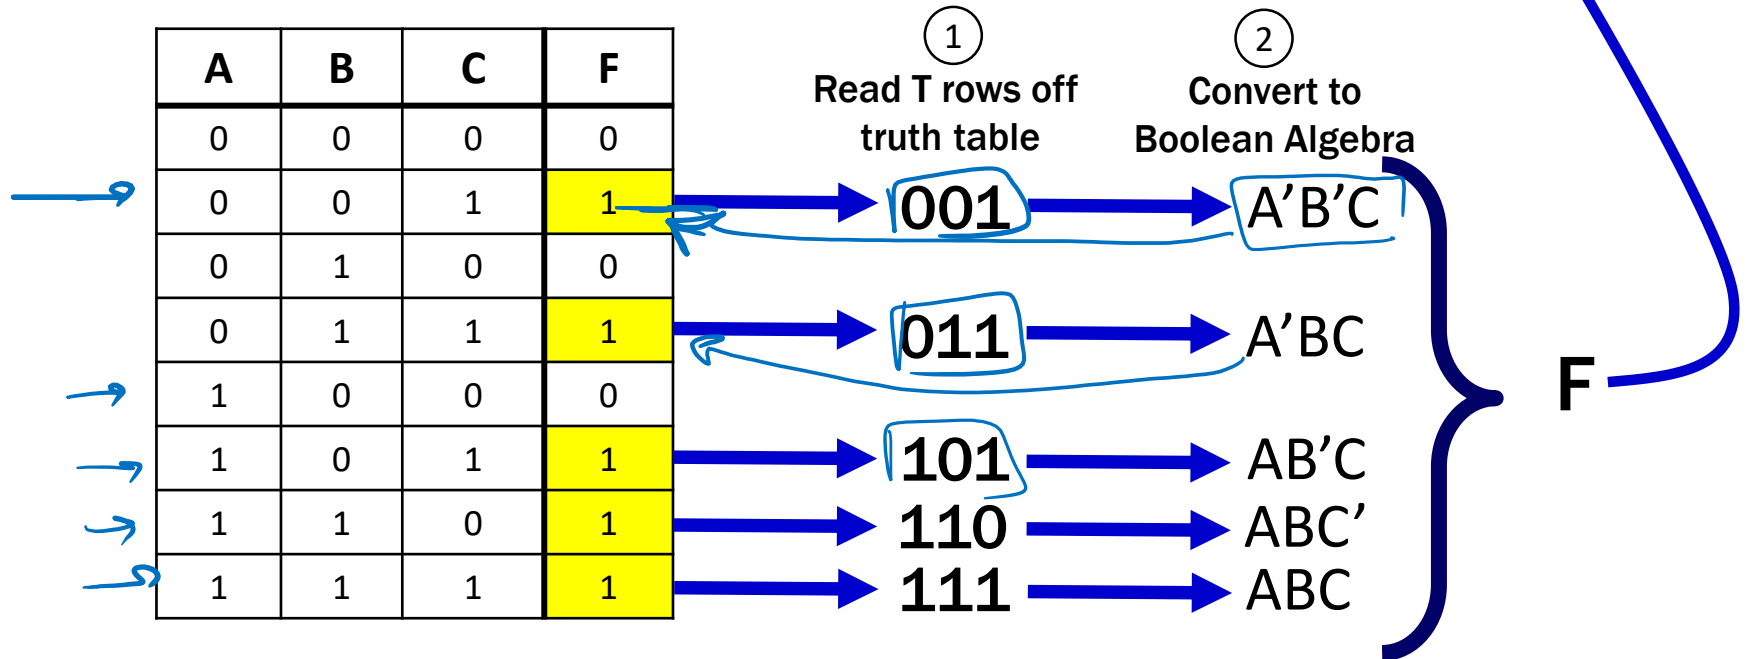 1 2
Read T rows off Convert to
truth table Boolean Algebra
A B C F
0 0 0 0
0 0 1 1 001 A’B’C
0 1 0 0
0 1 1 1 011 A’BC
1 0 0 0 F
1 0 1 1 101 AB’C
1 1 0 1 110 ABC’
1 1 1 1 111 ABC